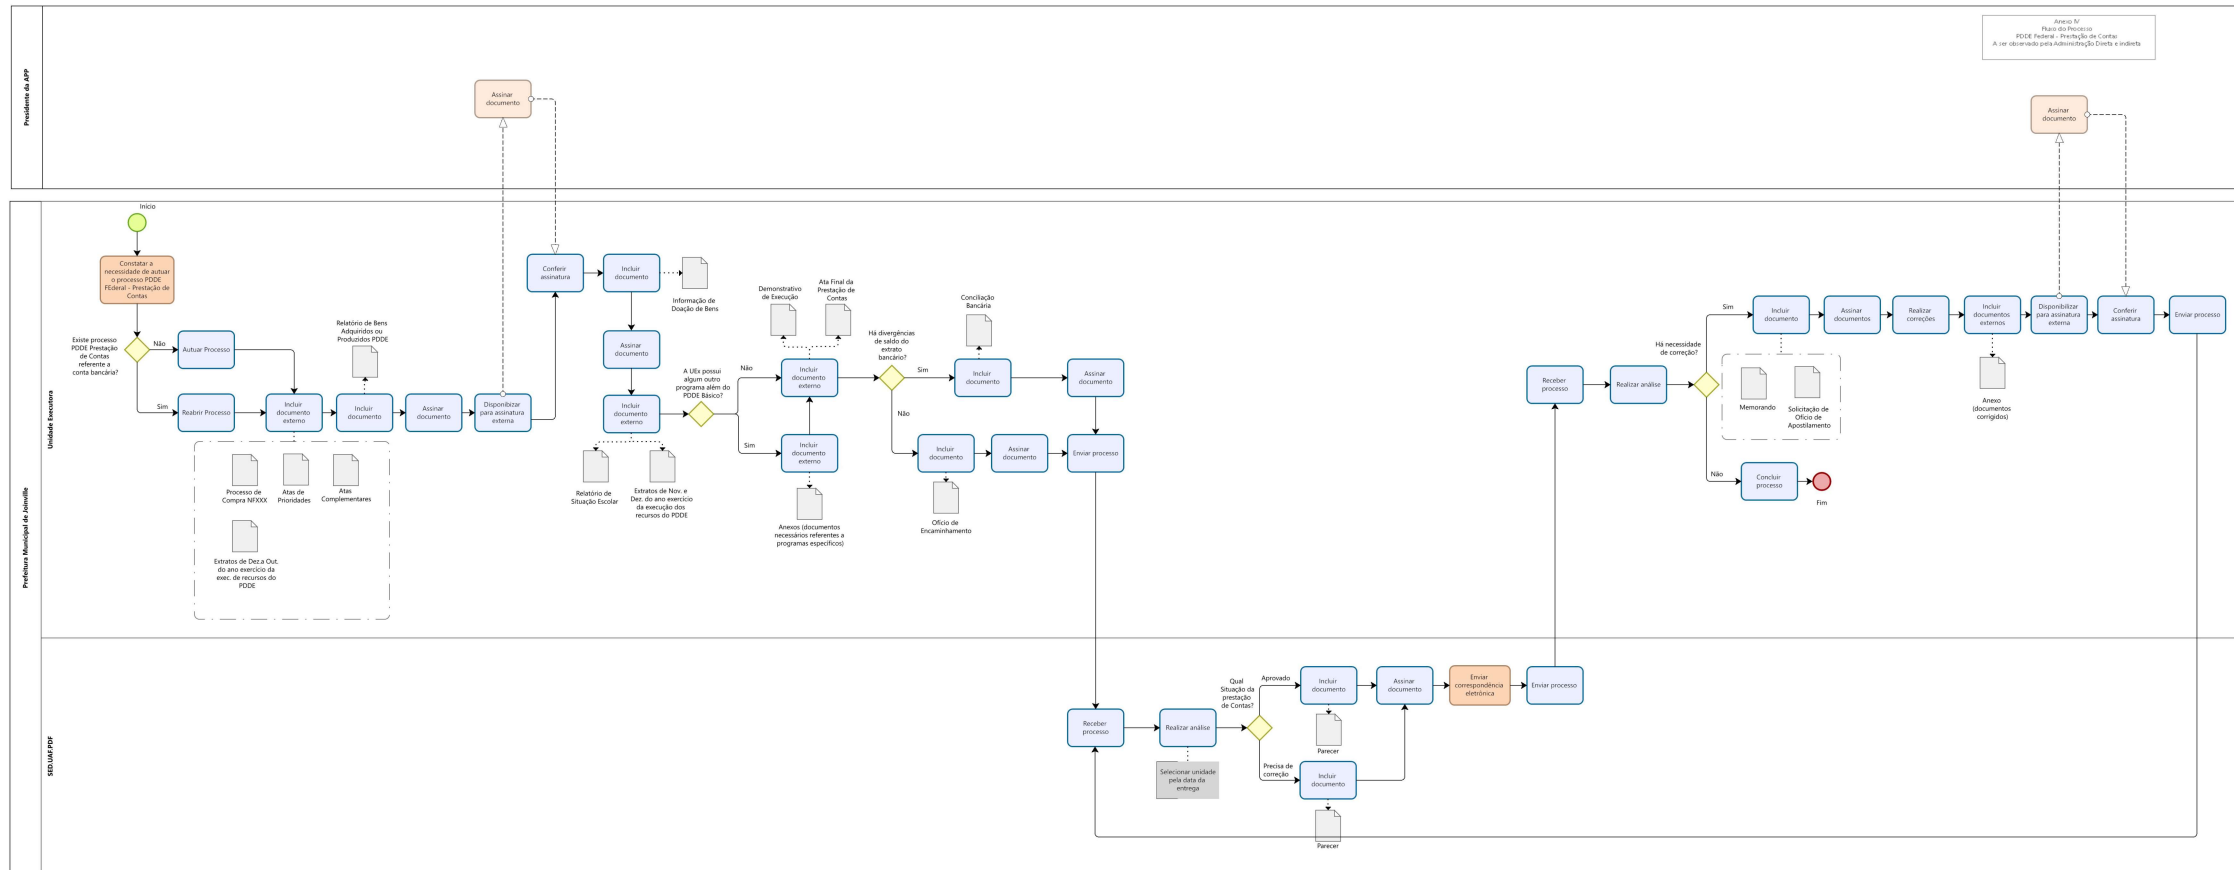 Anexo IV
Fluxo do Processo
PDDE Federal - Prestação de Contas
A ser observado pela Administração Direta e indireta
Presidente da APP
Assinar
documento
Assinar
documento
Prefeitura Municipal de Joinville
Unidade Executora
Início
Constatar a
necessidade de autuar
o processo PDDE
FEderal - Prestação de
Contas
Existe processo
PDDE Prestação
de Contas
referente a
conta bancária?
Não
Autuar Processo
Sim
Reabrir Processo
Incluir
documento
externo
Processo de
Compra NFXXX
Atas de
Prioridades
Atas
Complementares
Extratos de Dez.a Out.
do ano exercício da
exec. de recursos do
PDDE
Relatório de Bens
Adquiridos ou
Produzidos PDDE
Incluir
documento
Assinar
documento
Disponibizar
para assinatura
externa
Conferir
assinatura
Incluir
documento
Informação de
Doação de Bens
Assinar
documento
Incluir
documento
externo
Relatório de
Situação Escolar
Extratos de Nov. e
Dez. do ano exercício
da execução dos
recursos do PDDE
A UEx possui
algum outro
programa além do
PDDE Básico?
Não
Sim
Demonstrativo
de Execução
Ata Final da
Prestação de
Contas
Incluir
documento
externo
Incluir
documento
externo
Anexos (documentos
necessários referentes a
programas específicos)
Há divergências
de saldo do
extrato
bancário?
Sim
Não
Conciliação
Bancária
Incluir
documento
Assinar
documento
Incluir
documento
Ofício de
Encaminhamento
Assinar
documento
Enviar processo
Receber
processo
Realizar análise
Há necessidade
de correção?
Sim
Não
Incluir
documento
Memorando
Solicitação de
Ofício de
Apostilamento
Assinar
documentos
Realizar
correções
Incluir
documentos
externos
Anexo
(documentos
corrigidos)
Disponibilizar
para assinatura
externa
Conferir
assinatura
Enviar processo
Concluir
processo
Fim
SED.UAF.PDF
Receber
processo
Realizar análise
Selecionar unidade
pela data da
entrega
Qual
Situação da
prestação
de Contas?
Aprovado
Precisa de
correção
Incluir
documento
Parecer
Incluir
documento
Parecer
Assinar
documento
Enviar
correspondência
eletrônica
Enviar processo